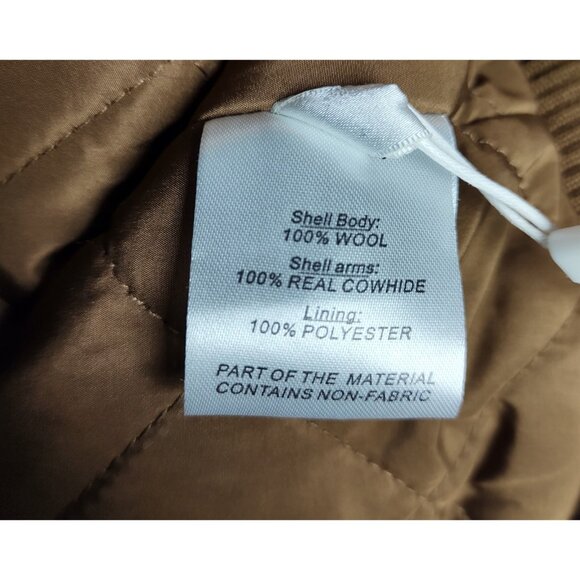 Shell Body:
100% WOOL
Shell arms:
100% REAL COWHIDE
Lining:
100% POLYESTER
PART OF THE MATERIAL
CONTAINS NON-FABRIC